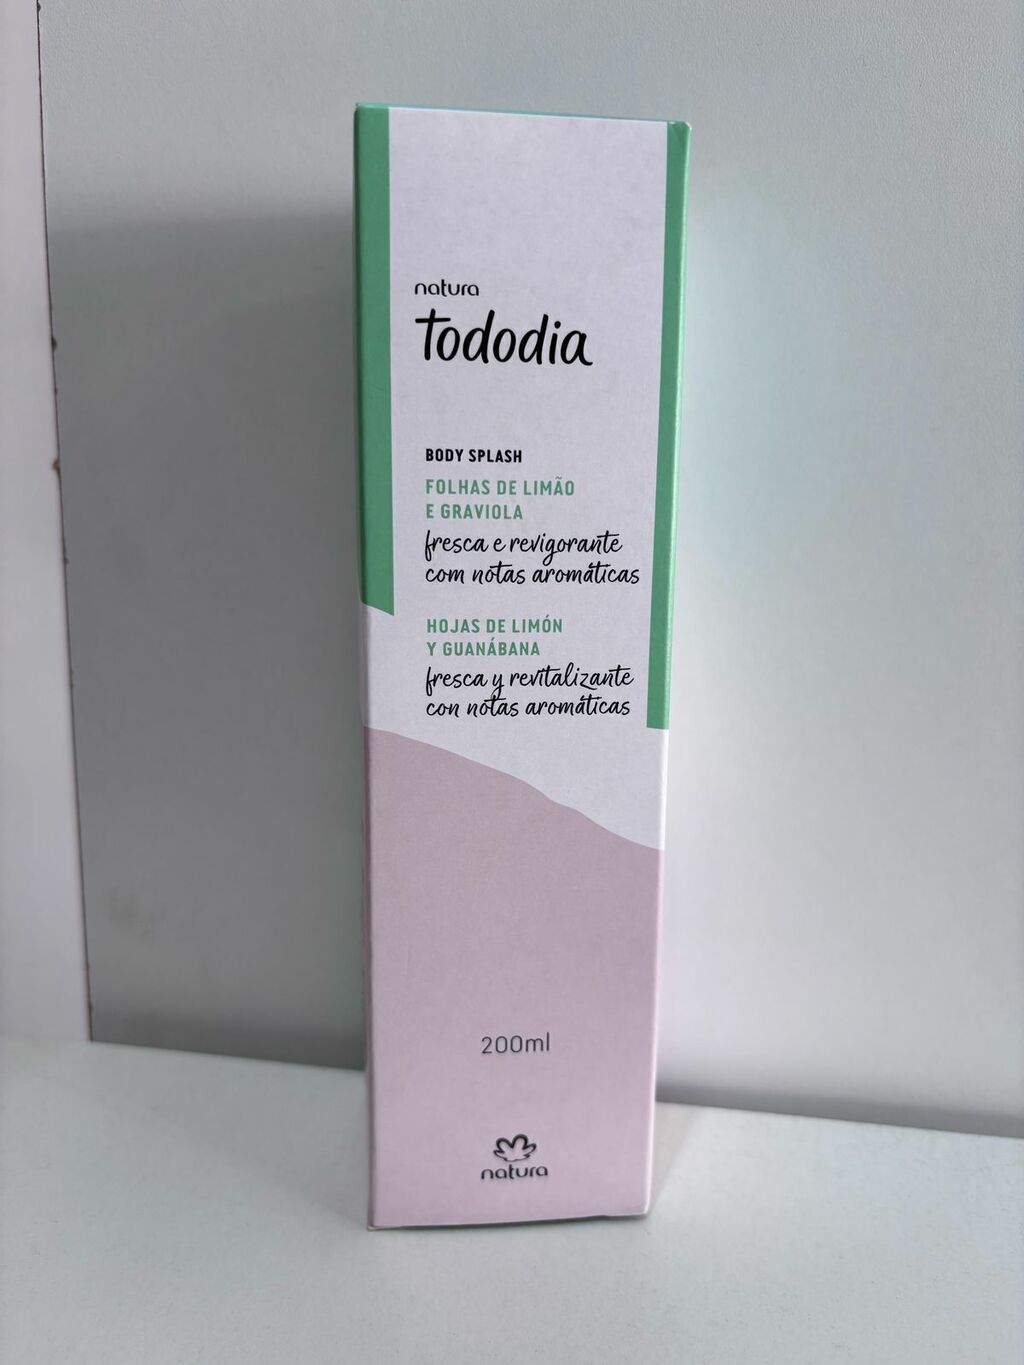 natura
tododia
BODY SPLASH
FOLHAS DE LIMÃO
E GRAVIOLA
fresca e revigorante
com notas aromáticas
HOJAS DE LIMÓN
Y GUANÁBANA
fresca y revitalizante
con notas aromáticas
200ml
natura